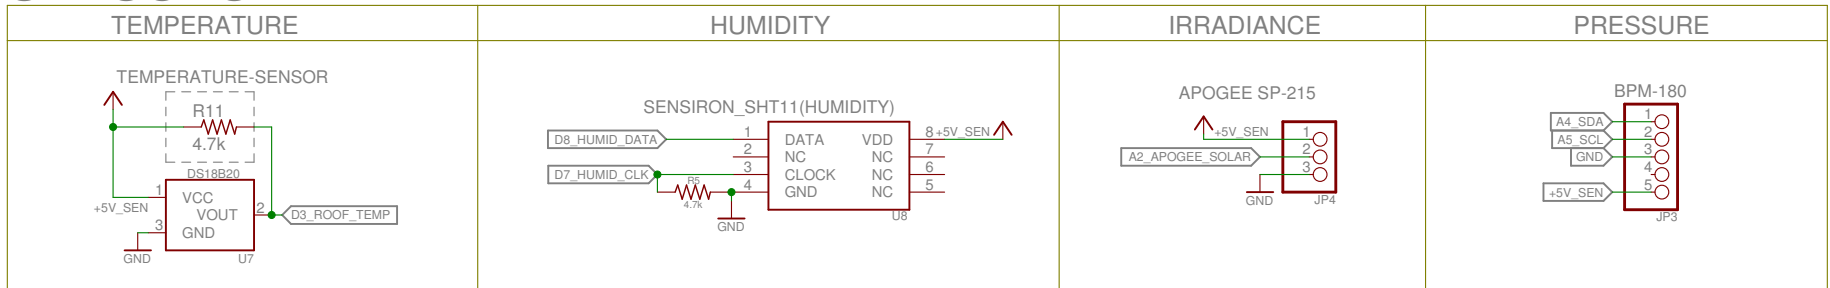 TEMPERATURE
HUMIDITY
IRRADIANCE
PRESSURE
TEMPERATURE-SENSOR
R11
4.7k
DS18B20
1
VCC
+5V_SEN
VOUT
2
D3_ROOF_TEMP
3
GND
GND
U7
SENSIRON_SHT11(HUMIDITY)
D8_HUMID_DATA
1
DATA
VDD
8
+5V_SEN
2
NC
NC
7
D7_HUMID_CLK
3
CLOCK
NC
6
R5
4.7k
4
GND
NC
5
GND
U8
APOGEE SP-215
+5V_SEN
1
A2_APOGEE_SOLAR
2
3
GND
JP4
BPM-180
A4_SDA
1
A5_SCL
2
GND
3
4
+5V_SEN
5
JP3